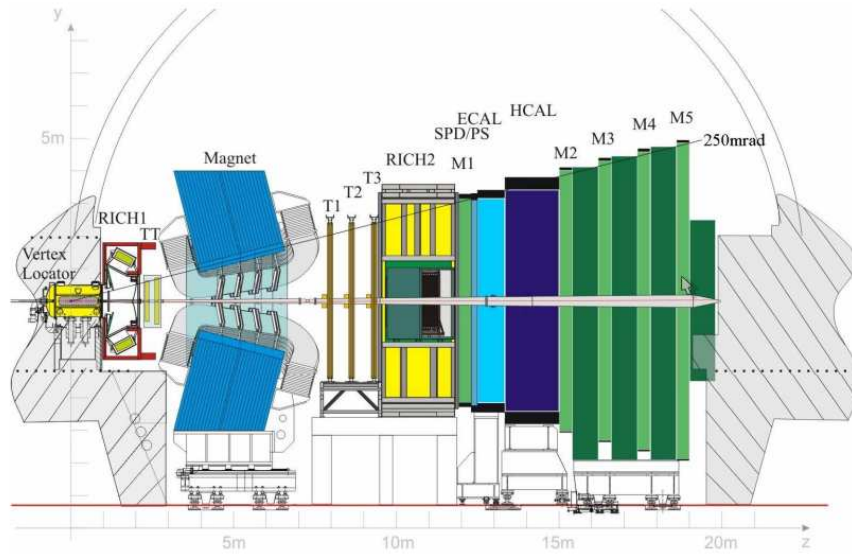 y
5m
Magnet
RICH1
TT
Vertex
Locator
T1
T2
T3
RICH2
M1
SPD/PS
ECAL
HCAL
M2
M3
M4
M5
250mrad
5m
10m
15m
20m
z